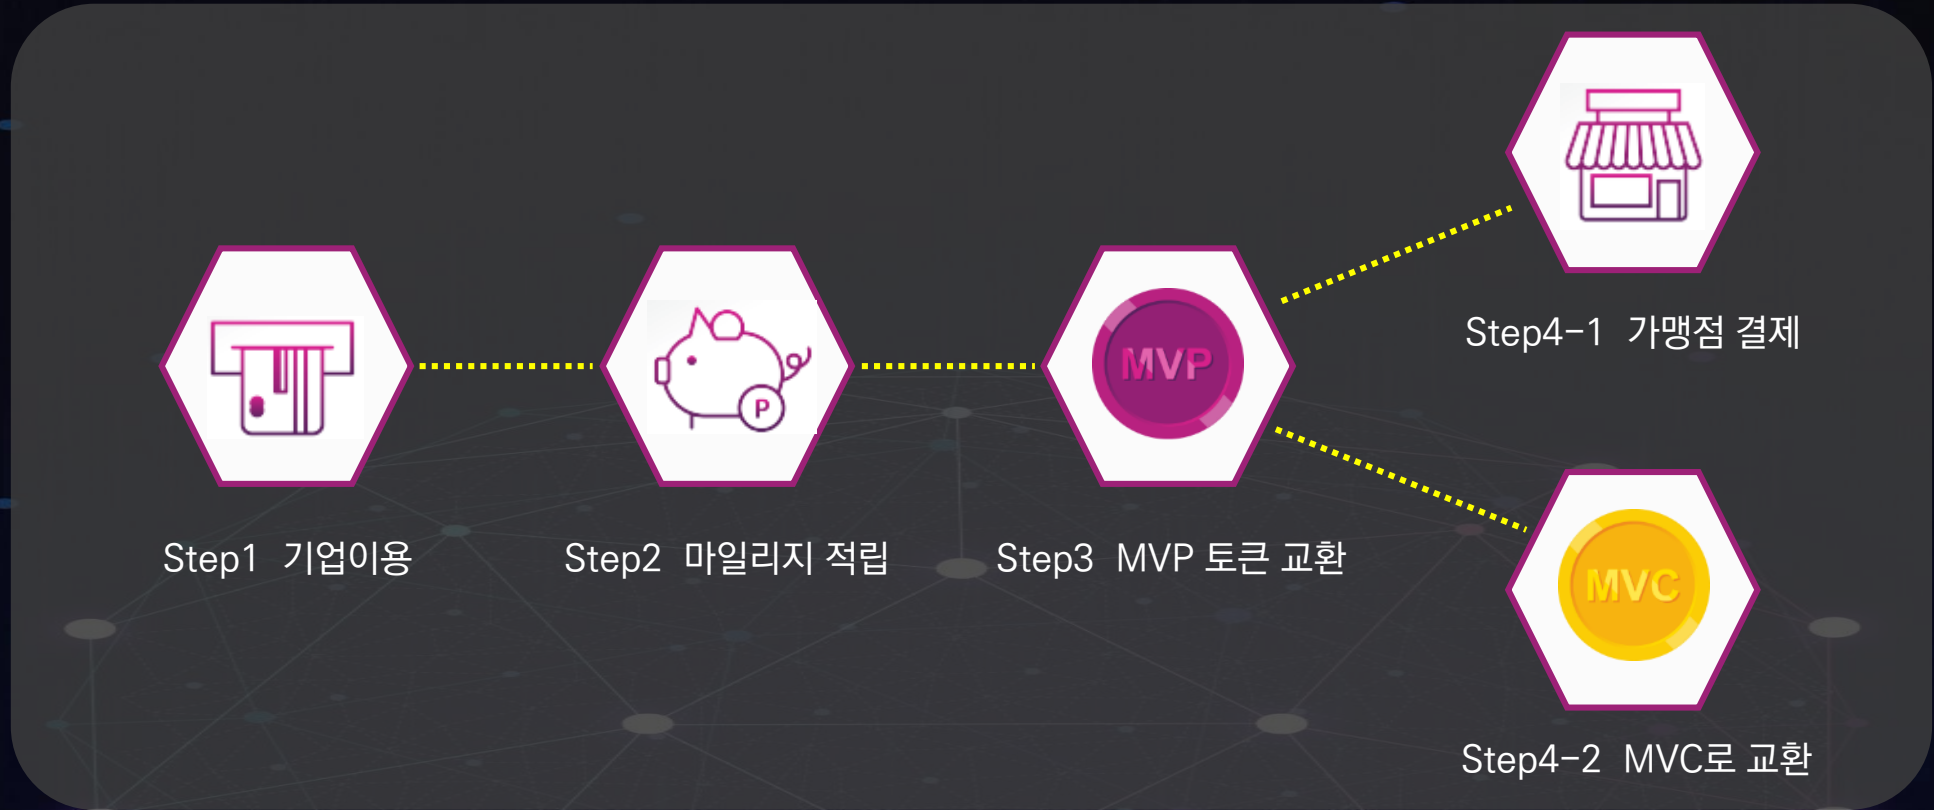 Step1 기업이용
P
Step2 마일리지 적립
MVP
Step3 MVP 토큰 교환
Step4-1 가맹점 결제
MVC
Step4-2 MVC로 교환